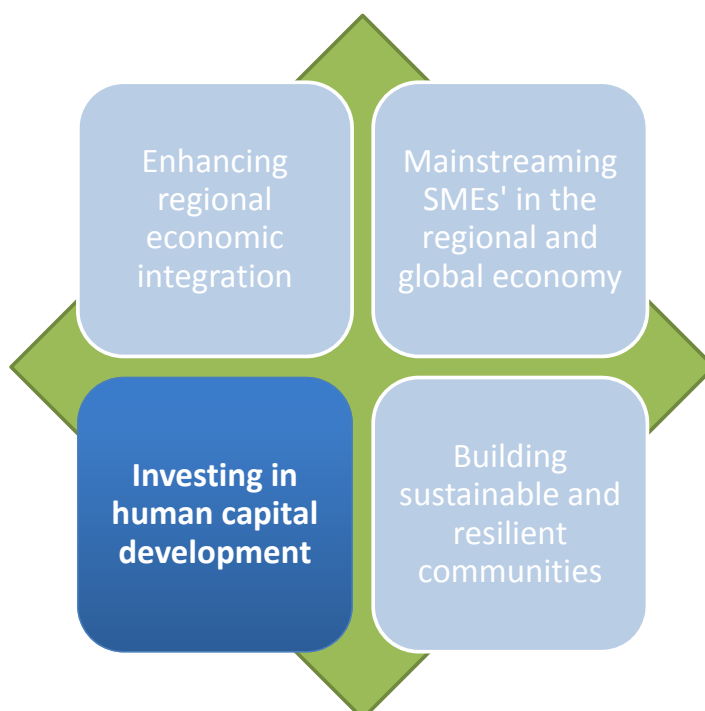 Enhancing
regional
economic
integration
Mainstreaming
SMEs' in the
regional and
global economy
Investing in
human capital
development
Building
sustainable and
resilient
communities